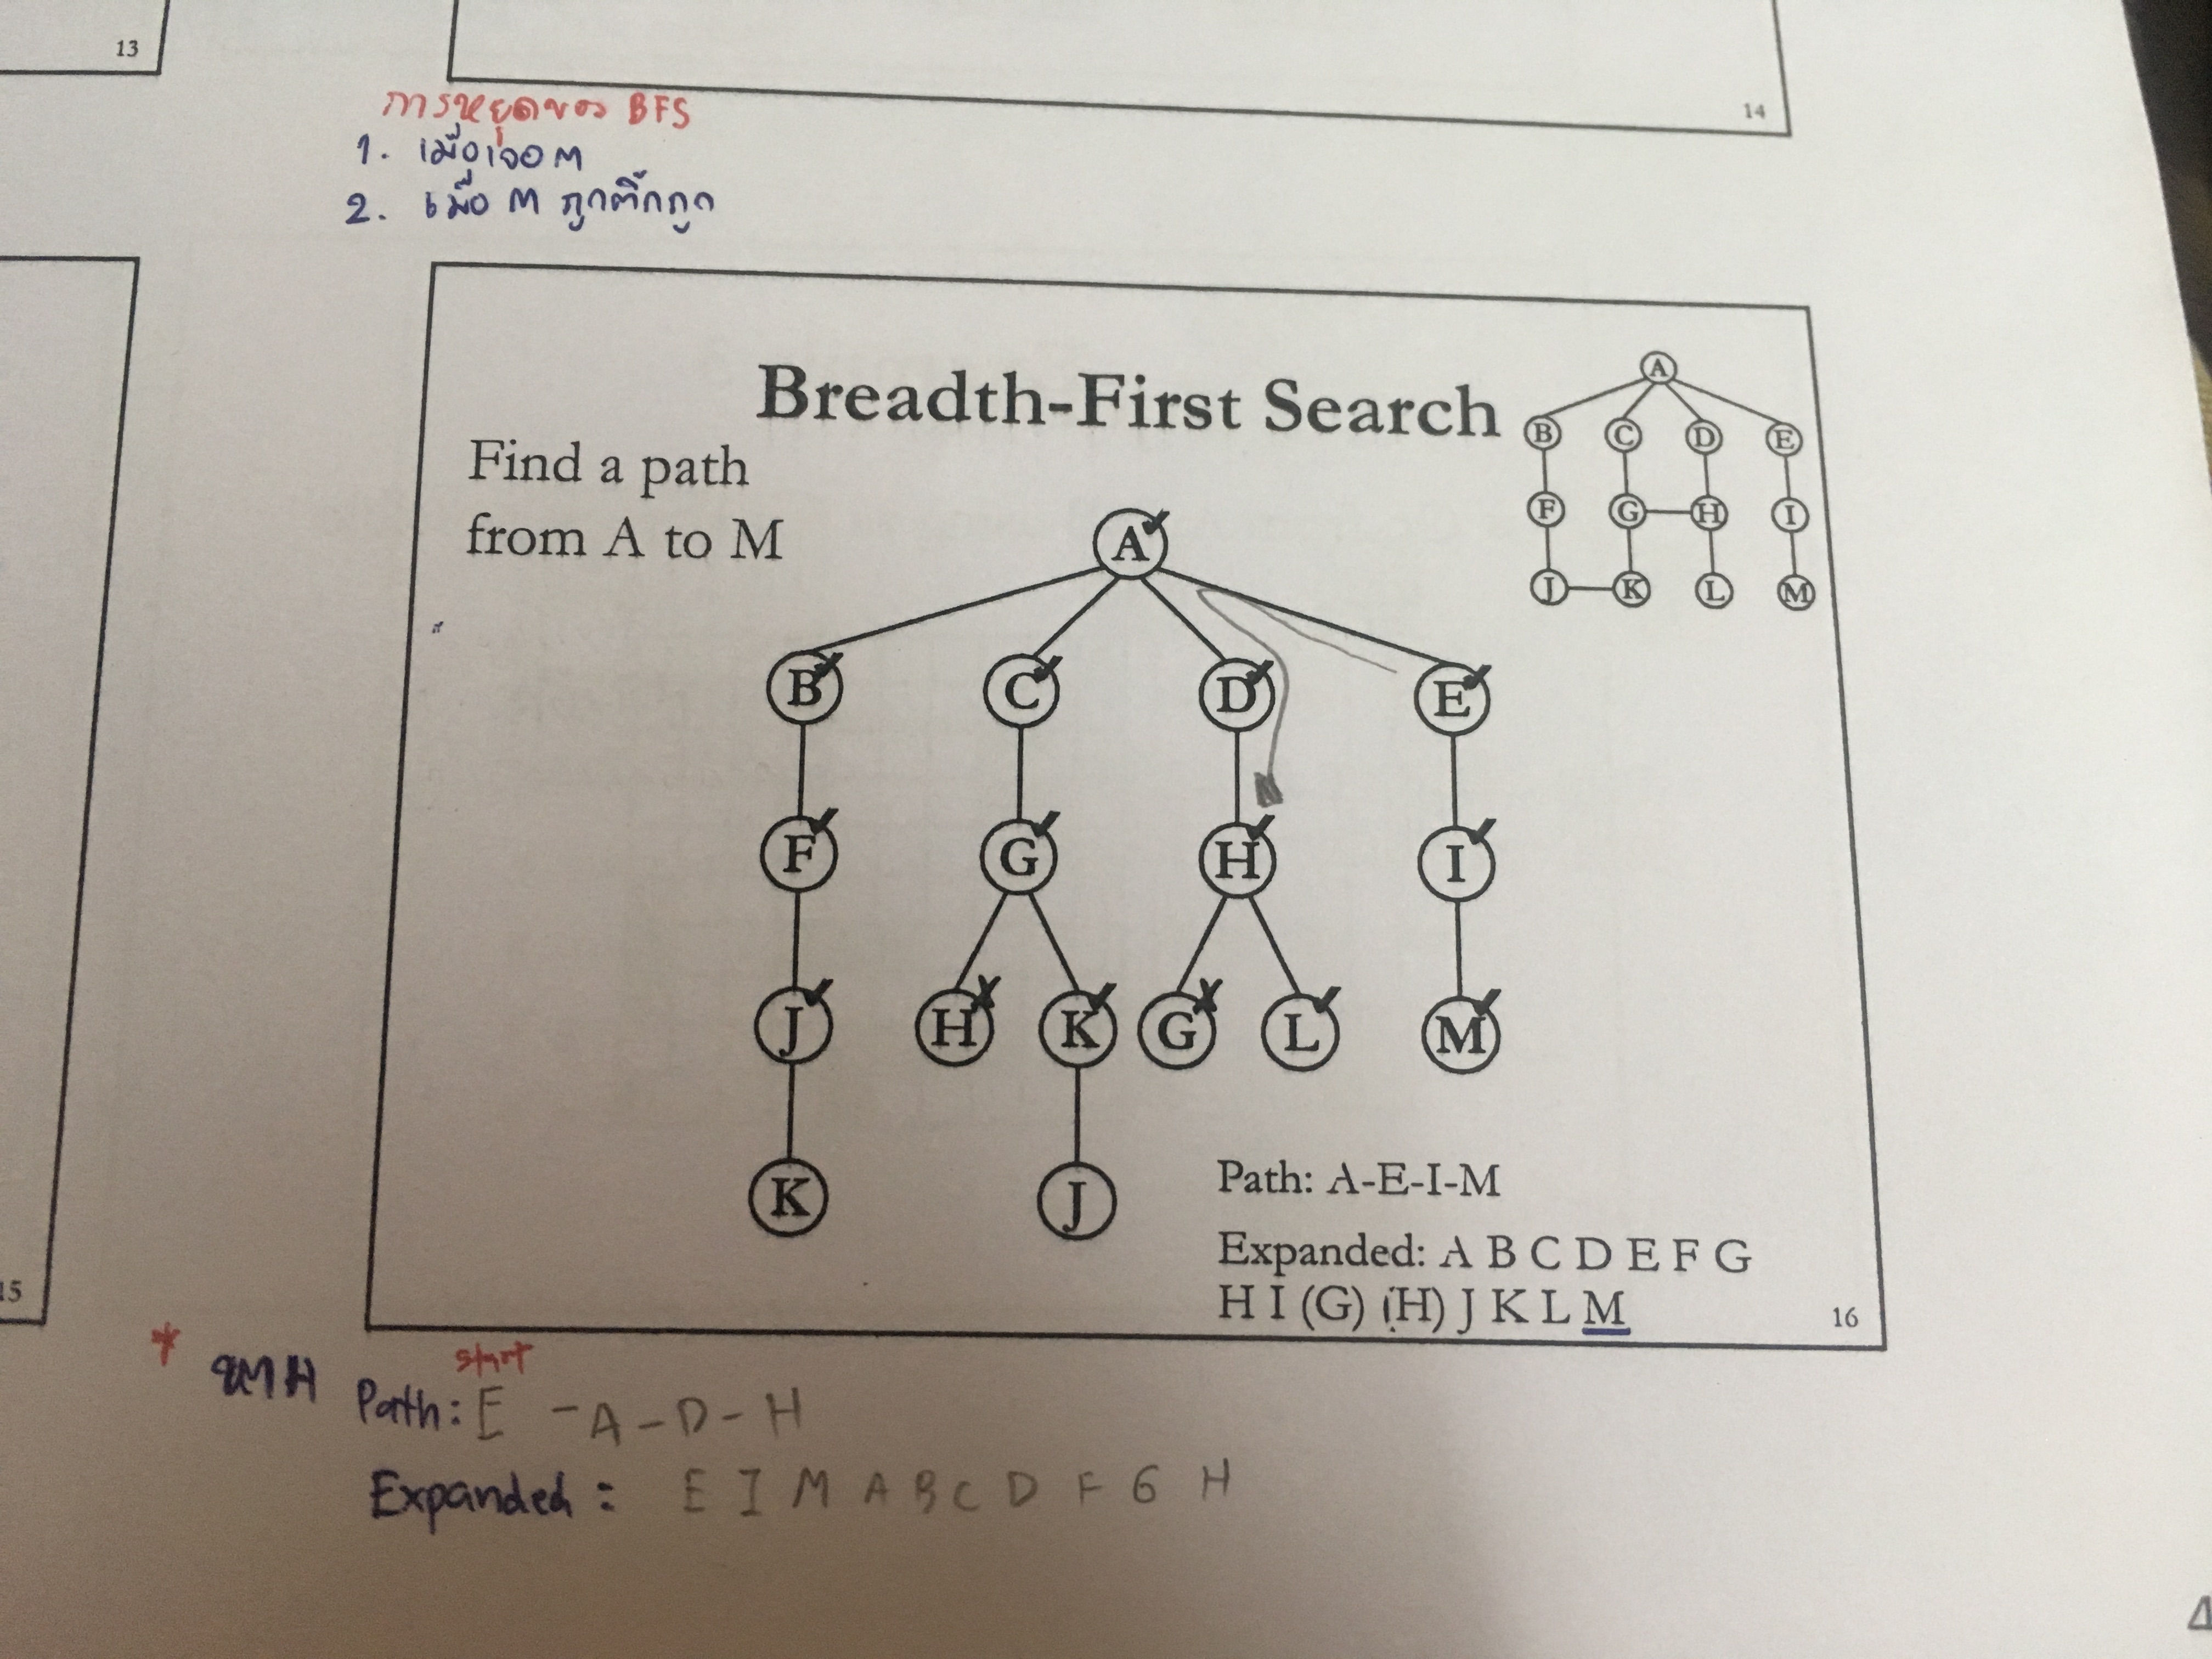 13
14
การหยุดของ BFS
1. เมื่อเจอ M
2. เมื่อ M ถูกติ๊กถูก
Breadth-First Search
Find a path
from A to M
A
B C D E
F G H I
J K L M
A
B C D E
F G H I
J H K G L M
K J
Path: A-E-I-M
Expanded: A B C D E F G
H I (G) (H) J K L M
15
16
* หา H
start
Path: E - A - D - H
Expanded : E I M A B C D F G H
4